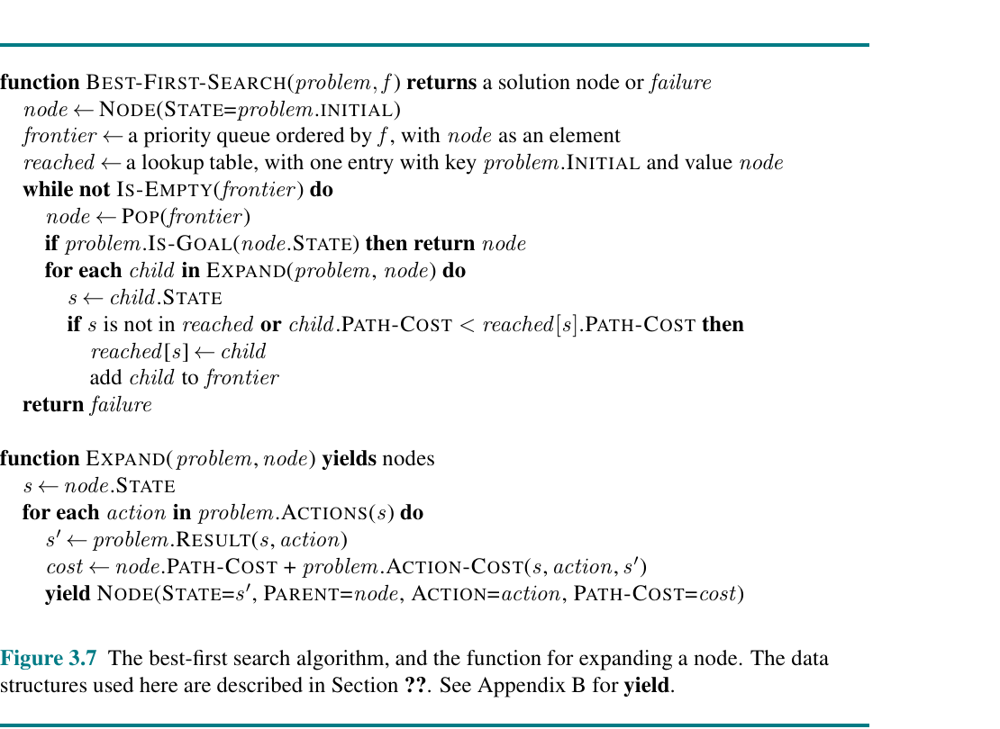 function BEST-FIRST-SEARCH(problem, f) returns a solution node or failure
node ← NODE(STATE=problem.INITIAL)
frontier ← a priority queue ordered by f, with node as an element
reached ← a lookup table, with one entry with key problem.INITIAL and value node
while not IS-EMPTY(frontier) do
node ← POP(frontier)
if problem.IS-GOAL(node.STATE) then return node
for each child in EXPAND(problem, node) do
s ← child.STATE
if s is not in reached or child.PATH-COST < reached[s].PATH-COST then
reached[s] ← child
add child to frontier
return failure
function EXPAND(problem, node) yields nodes
s ← node.STATE
for each action in problem.ACTIONS(s) do
s′ ← problem.RESULT(s, action)
cost ← node.PATH-COST + problem.ACTION-COST(s, action, s′)
yield NODE(STATE=s′, PARENT=node, ACTION=action, PATH-COST=cost)
Figure 3.7 The best-first search algorithm, and the function for expanding a node. The data
structures used here are described in Section ??. See Appendix B for yield.